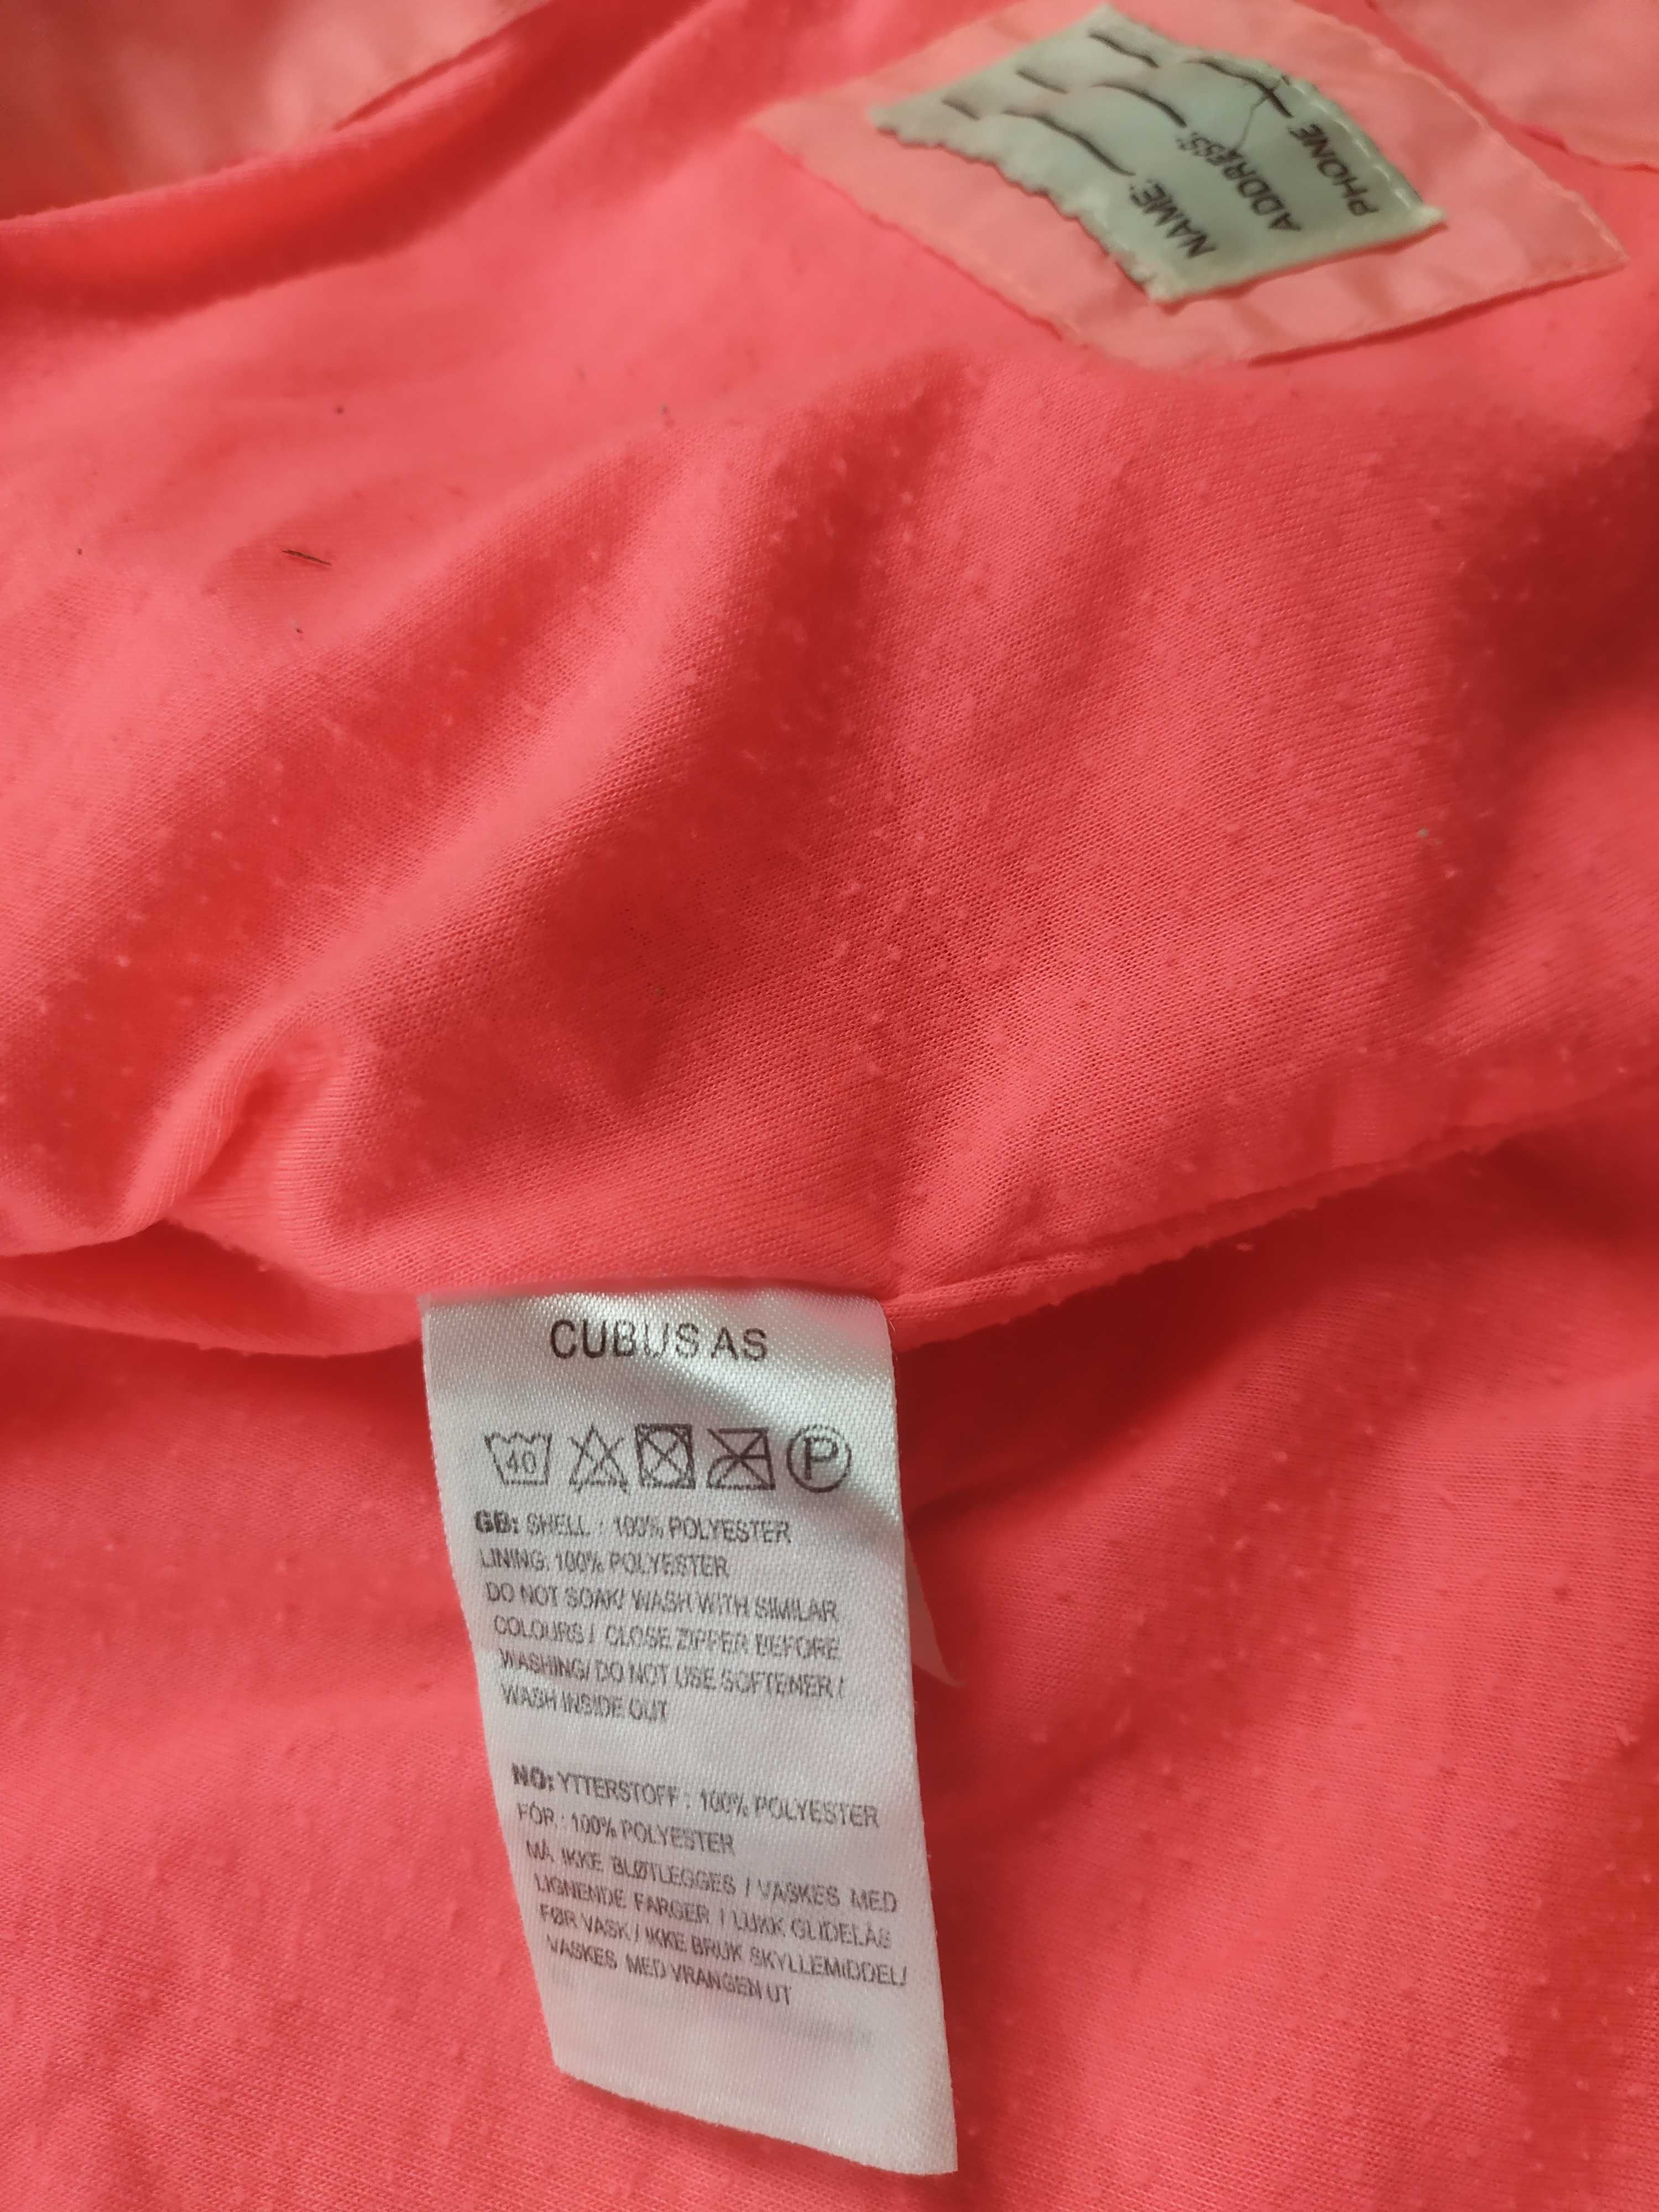 NAME:
ADDRESS:
PHONE
CUBUS AS
40
P
GB: SHELL : 100% POLYESTER
LINING: 100% POLYESTER
DO NOT SOAK/ WASH WITH SIMILAR
COLOURS / CLOSE ZIPPER BEFORE
WASHING/ DO NOT USE SOFTENER /
WASH INSIDE OUT
NO: YTTERSTOFF : 100% POLYESTER
FÔR : 100% POLYESTER
MÅ IKKE BLØTLEGGES / VASKES MED
LIGNENDE FARGER / LUKK GLIDELÅS
FØR VASK / IKKE BRUK SKYLLEMIDDEL/
VASKES MED VRANGEN UT